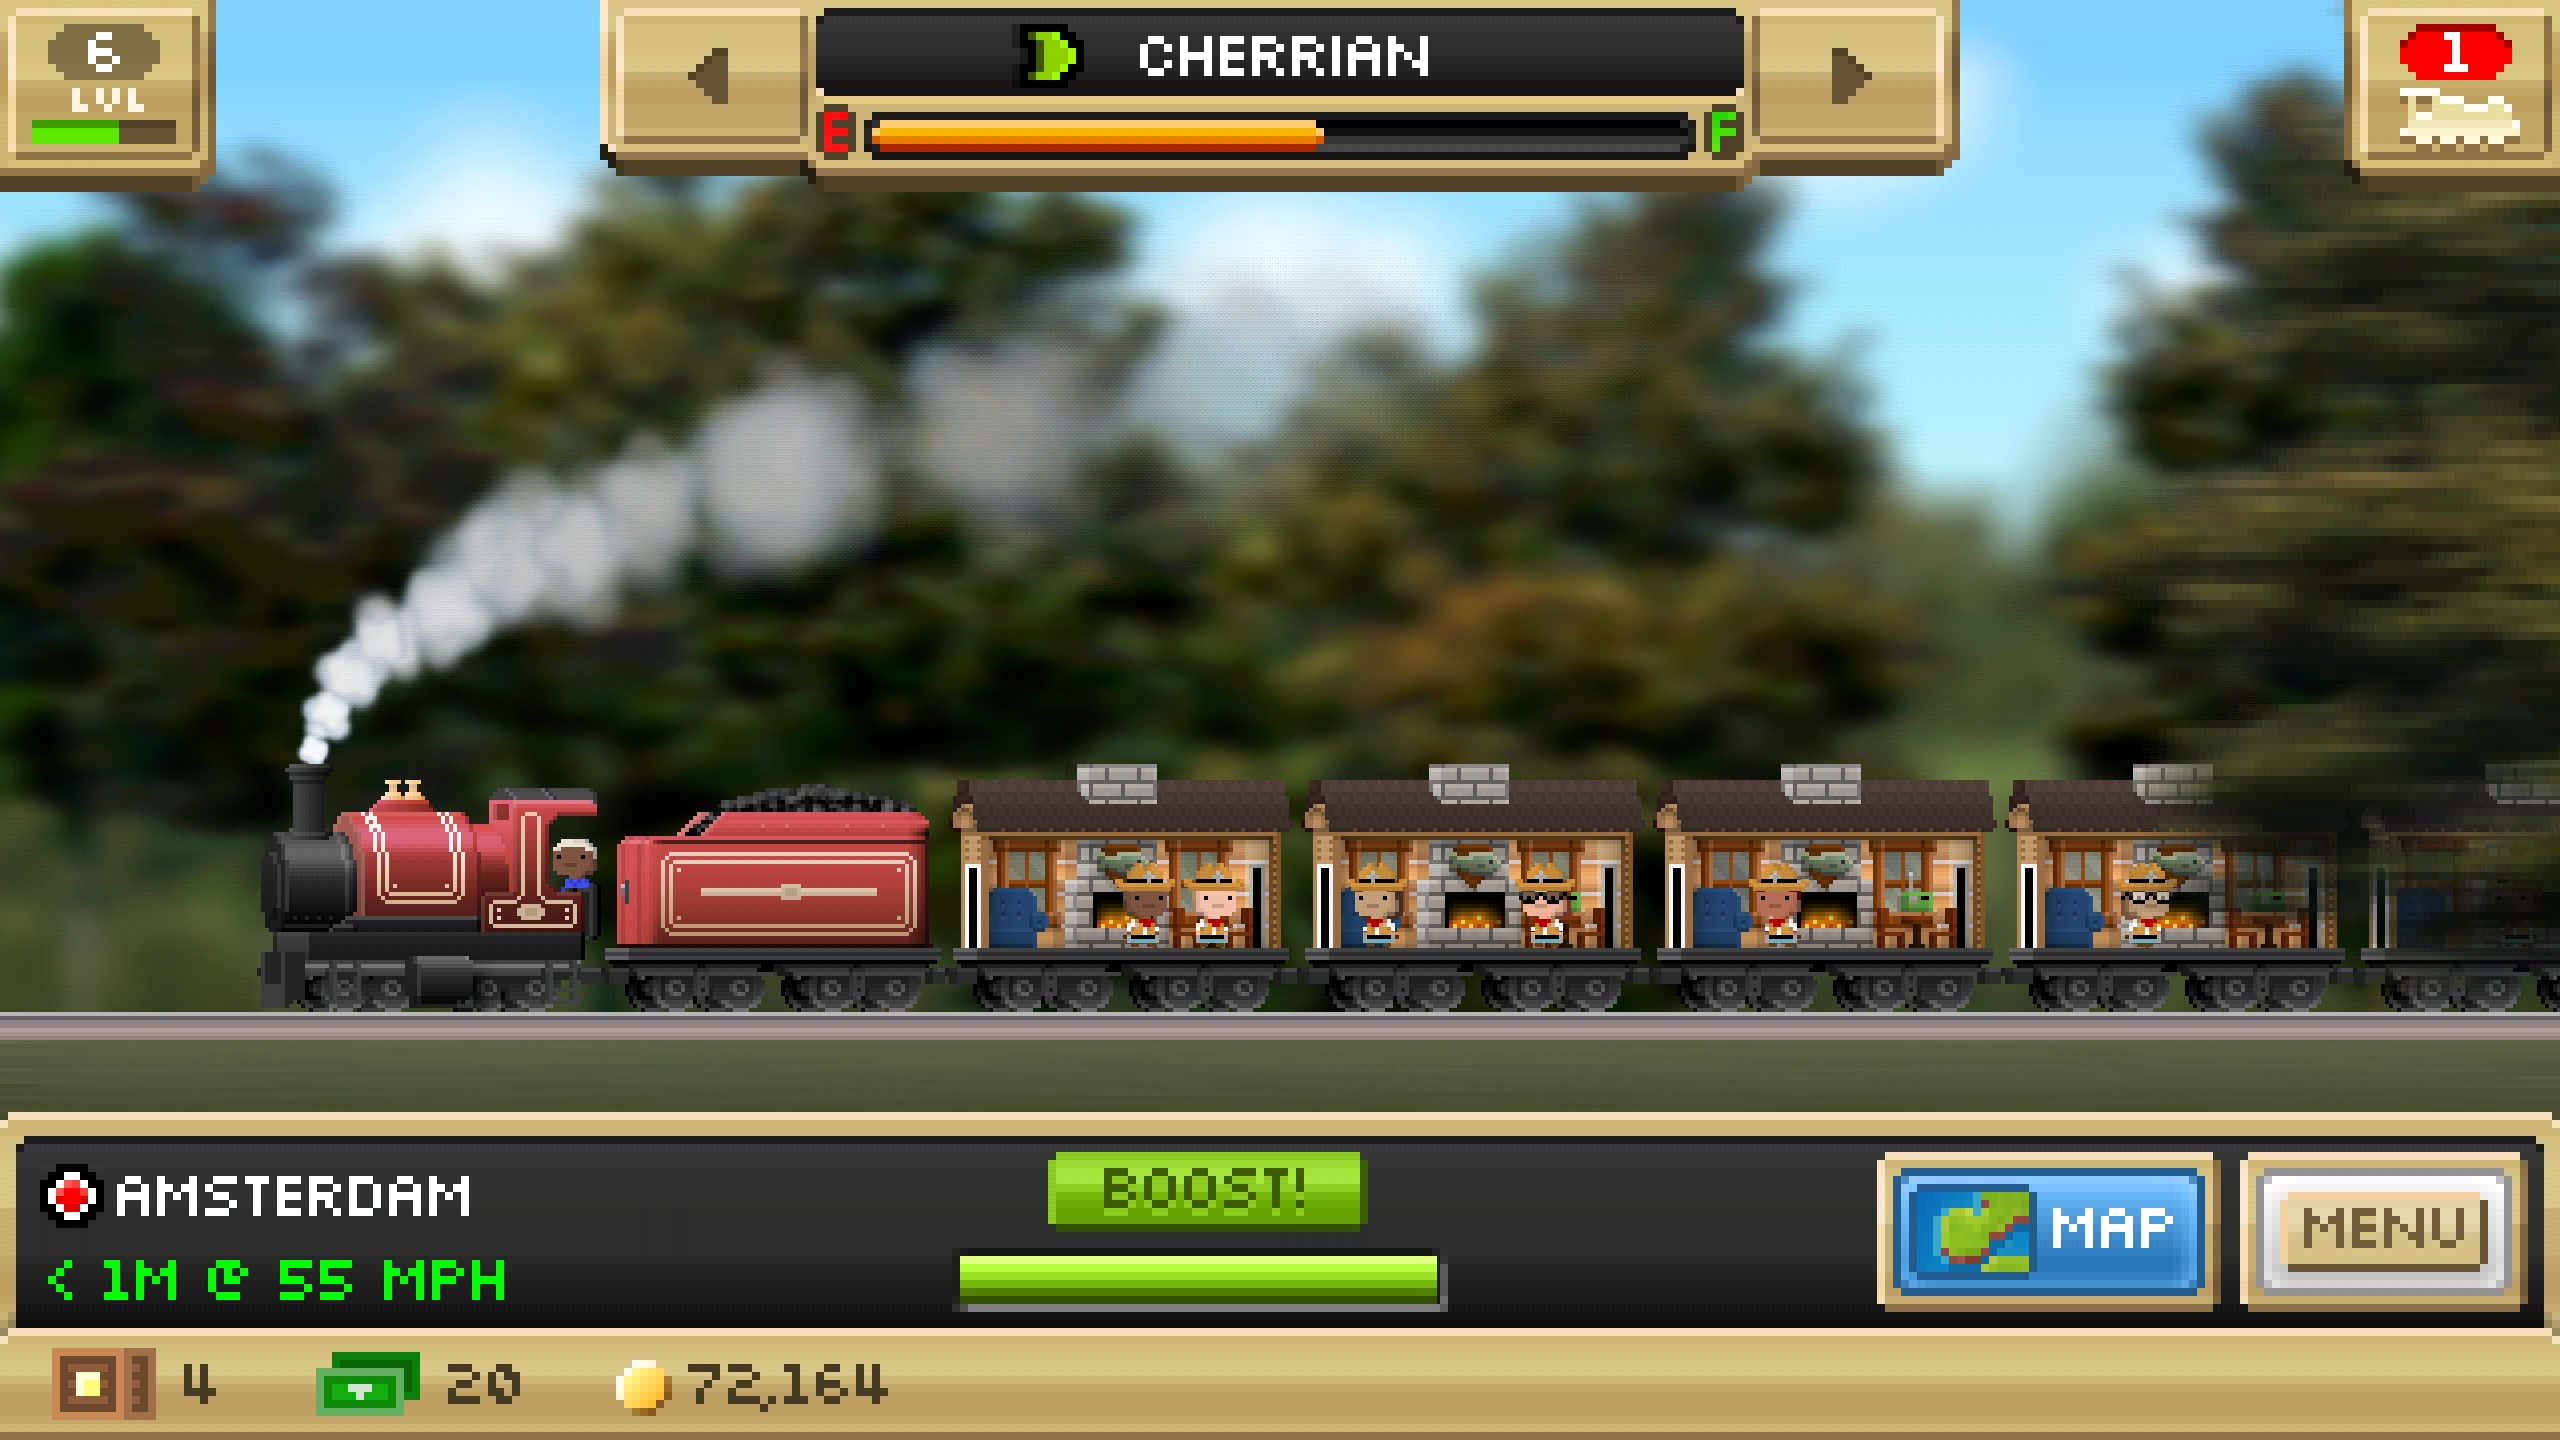 6
LVL
CHERRIAN
E F
1
AMSTERDAM
< 1M @ 55 MPH
BOOST!
MAP
MENU
4
20
72,164